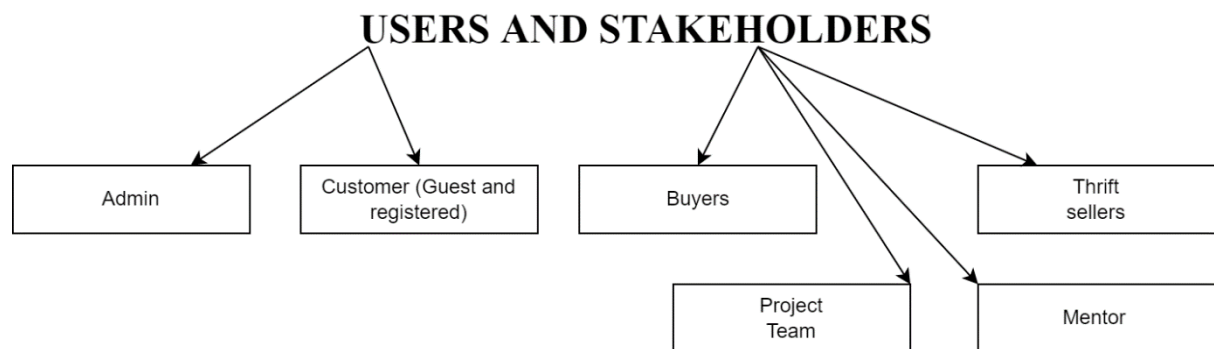 USERS AND STAKEHOLDERS
Admin
Customer (Guest and
registered)
Buyers
Thrift
sellers
Project
Team
Mentor